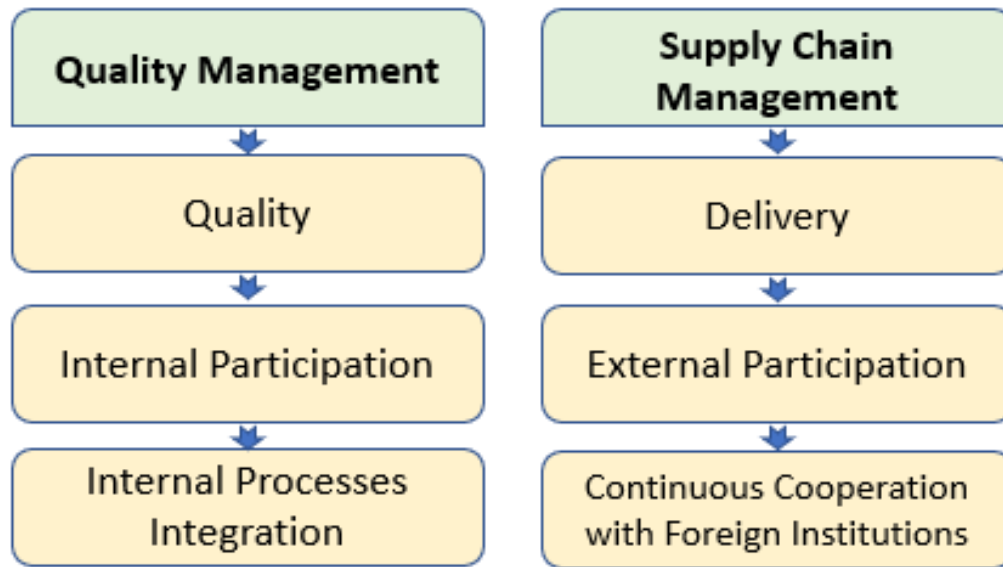 Quality Management
Quality
Internal Participation
Internal Processes
Integration
Supply Chain
Management
Delivery
External Participation
Continuous Cooperation
with Foreign Institutions